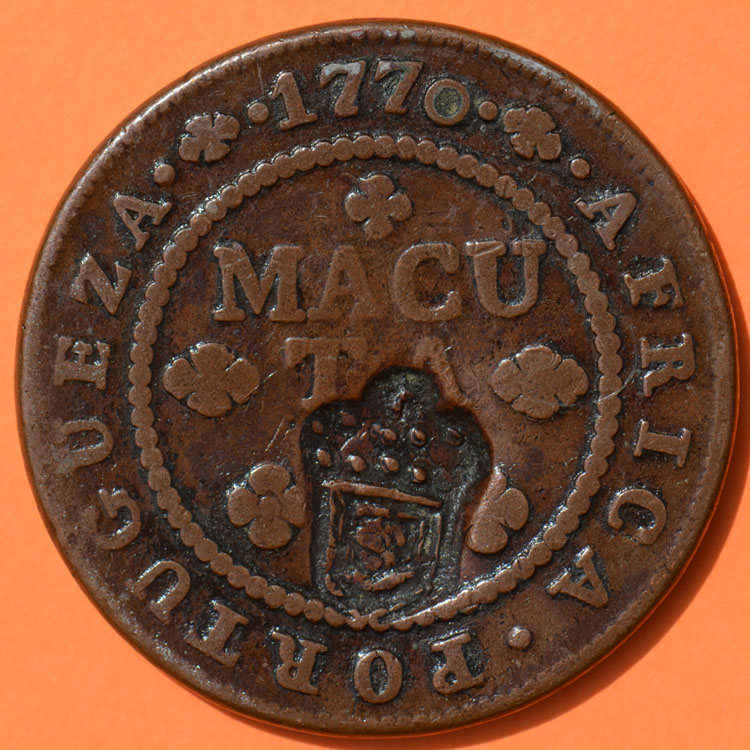 ·1770·
AFRICA · PORTUGUEZA ·
MACU
TA